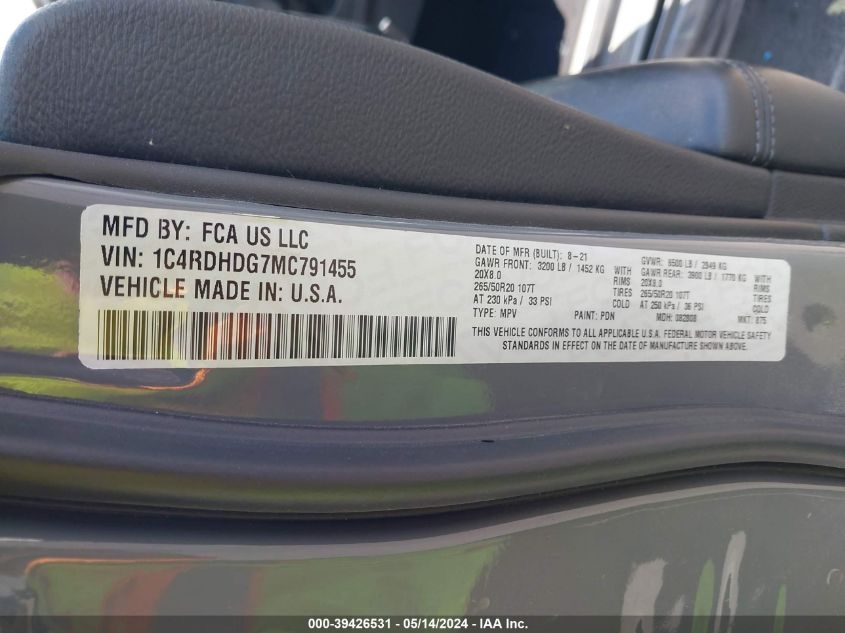 MFD BY: FCA US LLC
VIN: 1C4RDHDG7MC791455
VEHICLE MADE IN: U.S.A.
DATE OF MFR (BUILT): 8-21 GVWR: 6500 LB / 2949 KG
GAWR FRONT: 3200 LB / 1452 KG WITH GAWR REAR: 3900 LB / 1770 KG WITH
20X8.0 RIMS 20X8.0 RIMS
265/50R20 107T TIRES 265/50R20 107T TIRES
AT 230 kPa / 33 PSI COLD AT 250 kPa / 36 PSI COLD
TYPE: MPV PAINT: PDN MDH: 082808 MKT: 875
THIS VEHICLE CONFORMS TO ALL APPLICABLE U.S.A. FEDERAL MOTOR VEHICLE SAFETY
STANDARDS IN EFFECT ON THE DATE OF MANUFACTURE SHOWN ABOVE.
000-39426531 - 05/14/2024 - IAA Inc.